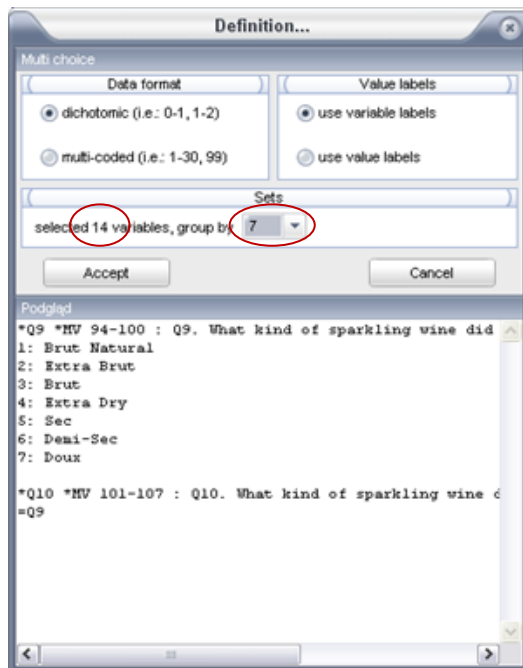 Definition...
Multi choice
Data format
Value labels
dichotomic (i.e.: 0-1, 1-2)
use variable labels
multi-coded (i.e.: 1-30, 99)
use value labels
Sets
selected 14 variables, group by 7
Accept
Cancel
Podgląd
*Q9 *MV 94-100 : Q9. What kind of sparkling wine did
1: Brut Natural
2: Extra Brut
3: Brut
4: Extra Dry
5: Sec
6: Demi-Sec
7: Doux
*Q10 *MV 101-107 : Q10. What kind of sparkling wine d
=Q9